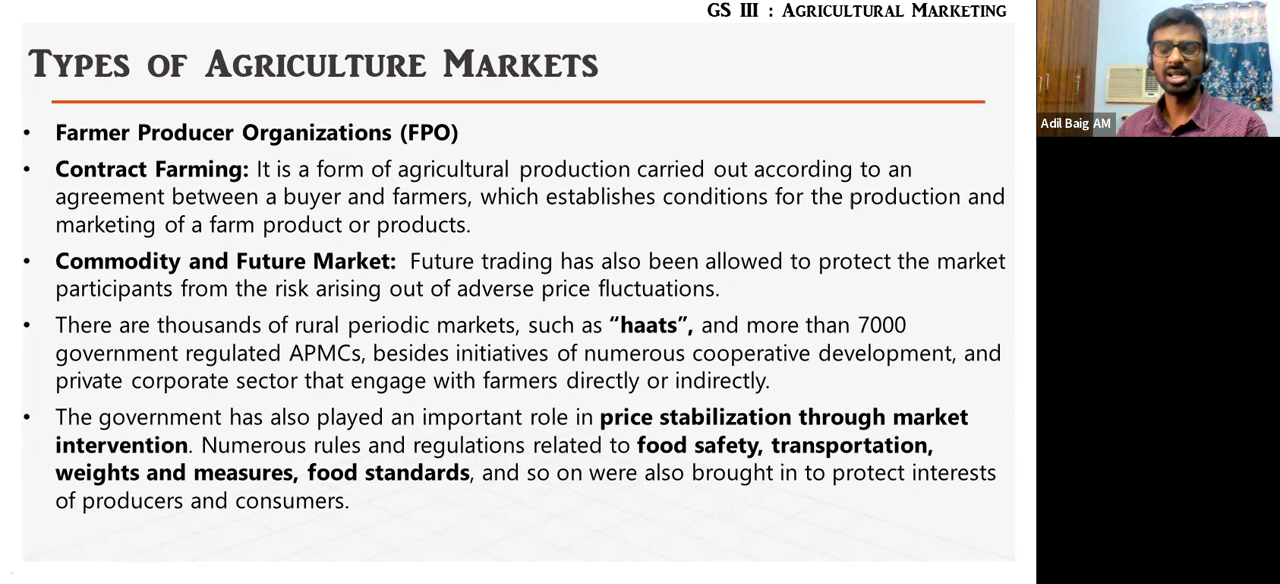 GS III : Agricultural Marketing
Types of Agriculture Markets
• Farmer Producer Organizations (FPO)
• Contract Farming: It is a form of agricultural production carried out according to an
agreement between a buyer and farmers, which establishes conditions for the production and
marketing of a farm product or products.
• Commodity and Future Market: Future trading has also been allowed to protect the market
participants from the risk arising out of adverse price fluctuations.
• There are thousands of rural periodic markets, such as “haats”, and more than 7000
government regulated APMCs, besides initiatives of numerous cooperative development, and
private corporate sector that engage with farmers directly or indirectly.
• The government has also played an important role in price stabilization through market
intervention. Numerous rules and regulations related to food safety, transportation,
weights and measures, food standards, and so on were also brought in to protect interests
of producers and consumers.
Adil Baig AM